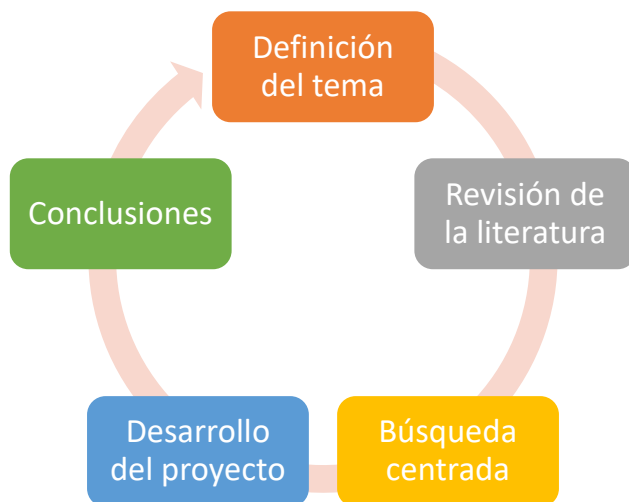 Definición
del tema
Revisión de
la literatura
Búsqueda
centrada
Desarrollo
del proyecto
Conclusiones